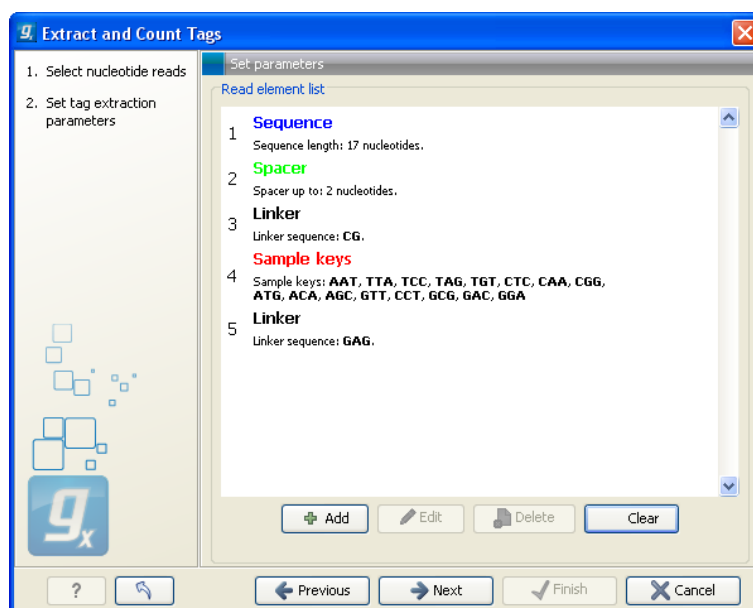 Extract and Count Tags
1. Select nucleotide reads
2. Set tag extraction
parameters
Set parameters
Read element list
1 Sequence
Sequence length: 17 nucleotides.
2 Spacer
Spacer up to: 2 nucleotides.
3 Linker
Linker sequence: CG.
4 Sample keys
Sample keys: AAT, TTA, TCC, TAG, TGT, CTC, CAA, CGG,
ATG, ACA, AGC, GTT, CCT, GCG, GAC, GGA
5 Linker
Linker sequence: GAG.
Add Edit Delete Clear
gx
? Previous Next Finish Cancel